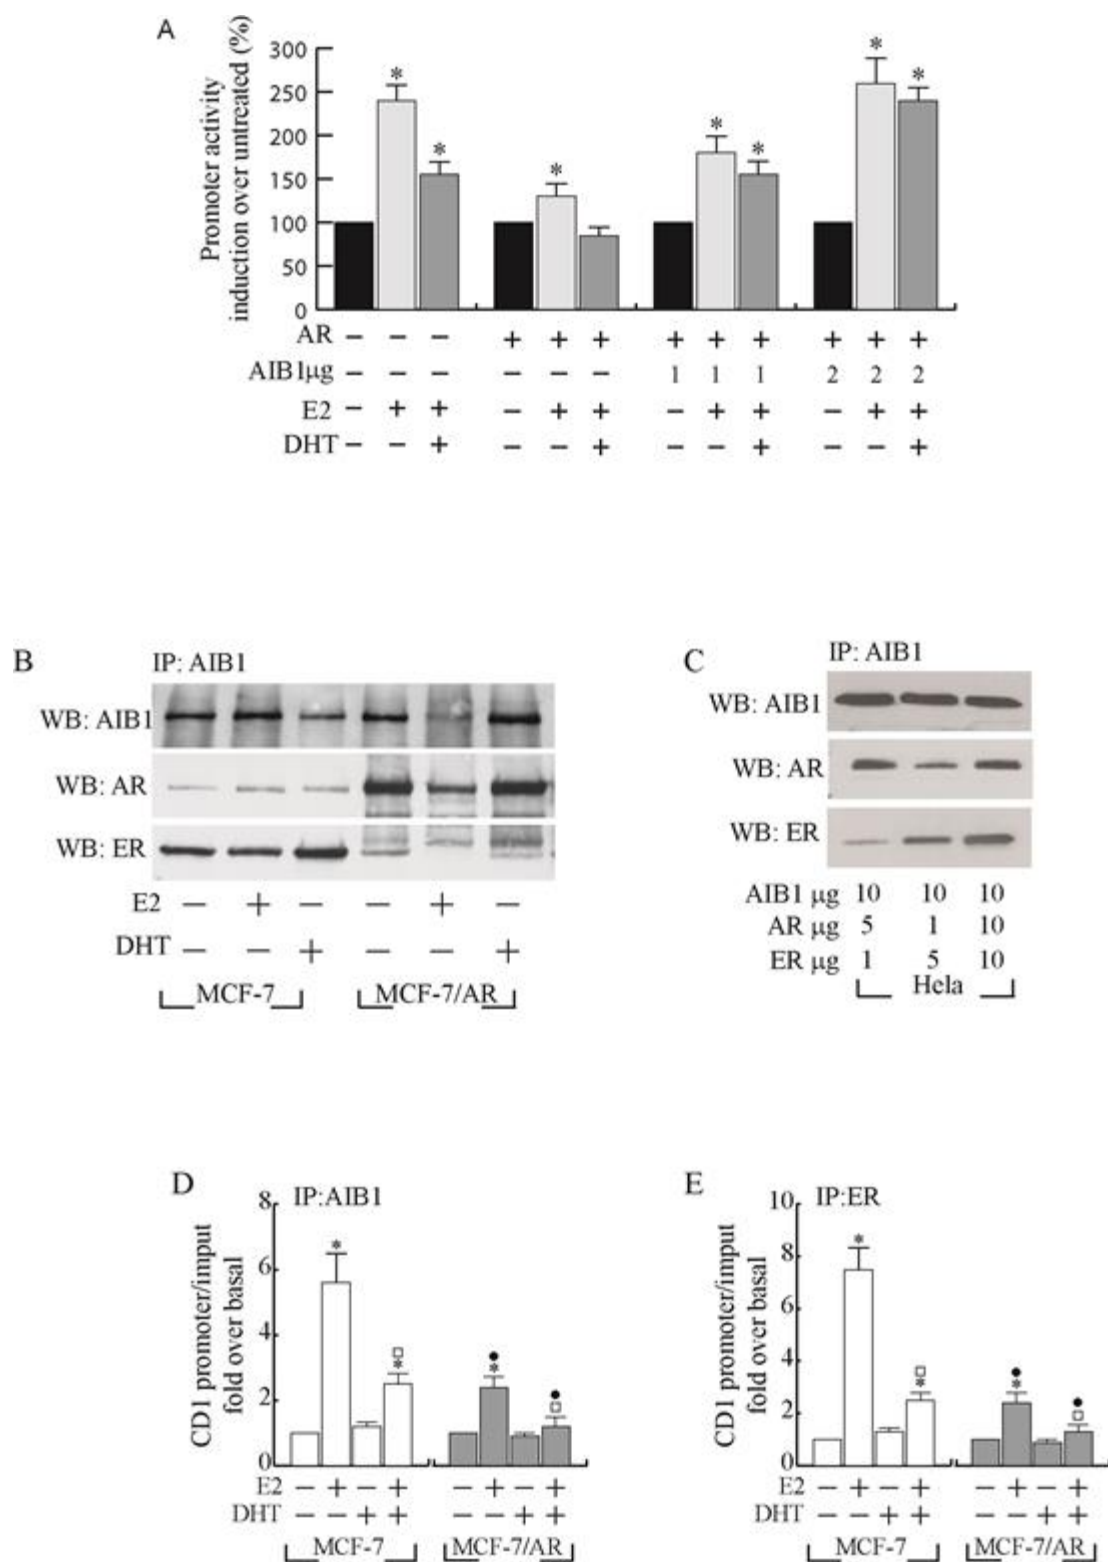 A
Promoter activity
induction over untreated (%)
300
250
200
150
100
50
0
* * * * * * *
AR − − − + + + + + + + + +
AIB1µg − − − − − − 1 1 1 2 2 2
E2 − + + − + + − + + − + +
DHT − − + − − + − − + − − +
B
IP: AIB1
WB: AIB1
WB: AR
WB: ER
E2 − + − − + −
DHT − − + − − +
MCF-7 MCF-7/AR
C
IP: AIB1
WB: AIB1
WB: AR
WB: ER
AIB1 µg 10 10 10
AR µg 5 1 10
ER µg 1 5 10
Hela
D
IP:AIB1
CD1 promoter/imput
fold over basal
8
6
4
2
0
* * *
E2 − + − + − + − +
DHT − − + + − − + +
MCF-7 MCF-7/AR
E
IP:ER
CD1 promoter/imput
fold over basal
10
8
6
4
2
0
* * *
E2 − + − + − + − +
DHT − − + + − − + +
MCF-7 MCF-7/AR